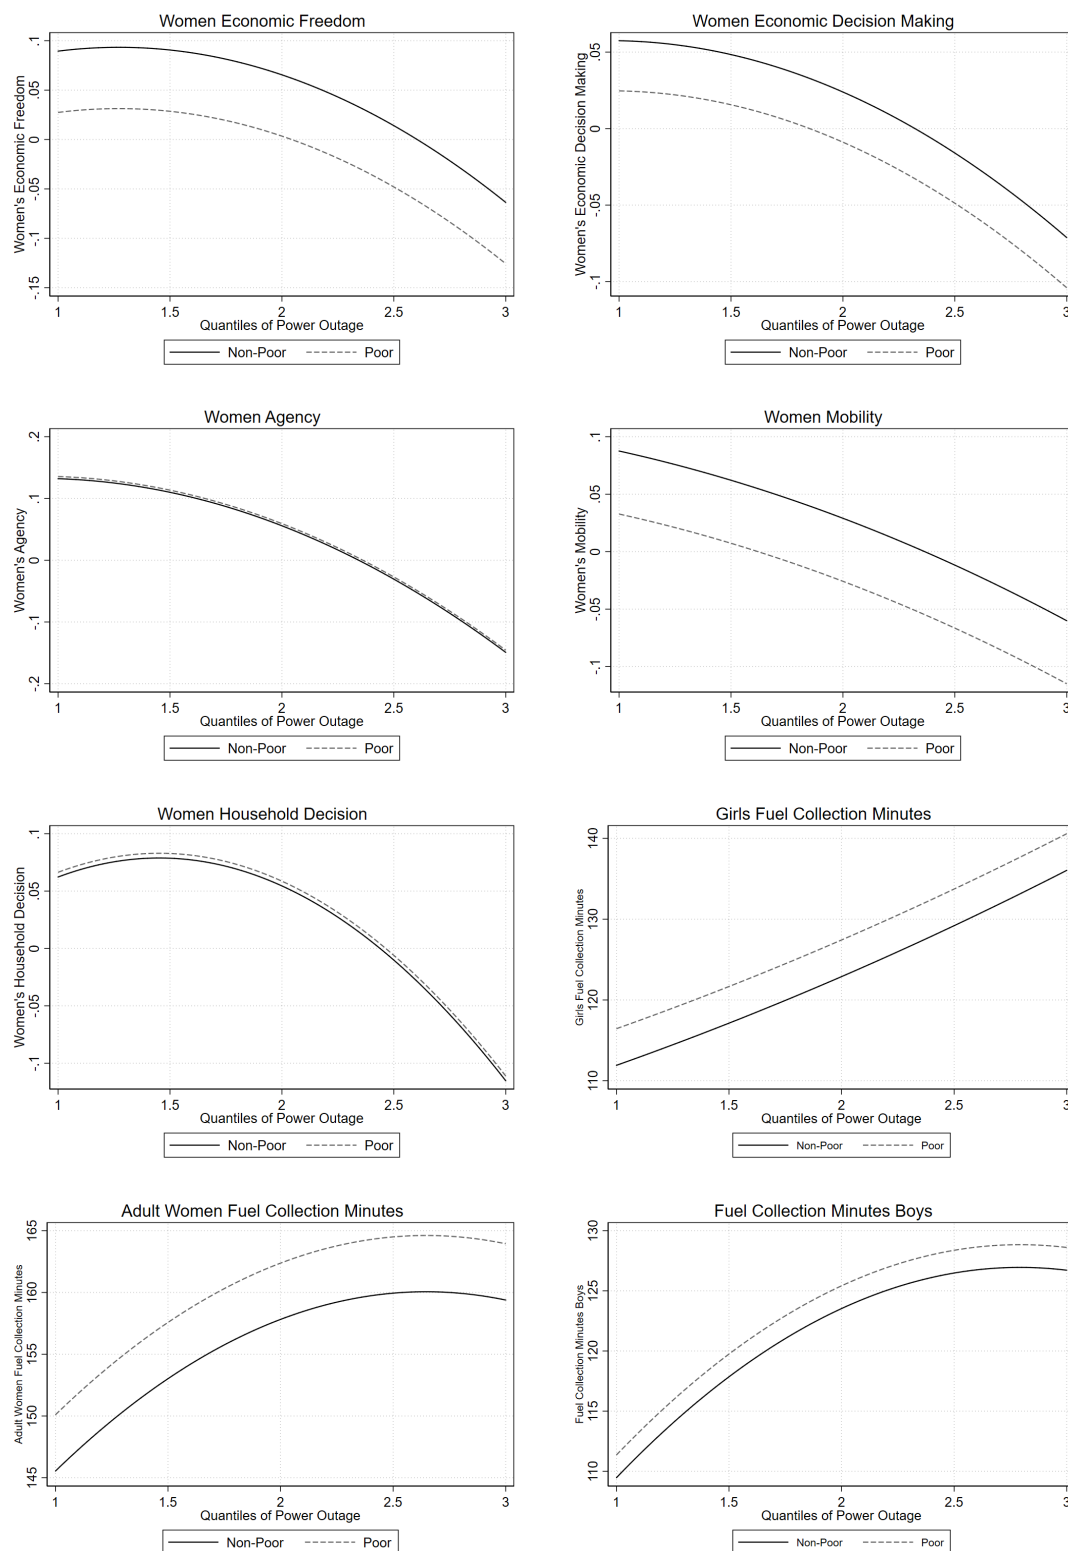 Women Economic Freedom
Women's Economic Freedom
.1
.05
0
-.05
-.1
-.15
1 1.5 2 2.5 3
Quantiles of Power Outage
Non-Poor Poor
Women Economic Decision Making
Women's Economic Decision Making
.05
0
-.05
-.1
1 1.5 2 2.5 3
Quantiles of Power Outage
Non-Poor Poor
Women Agency
Women's Agency
.2
.1
0
-.1
-.2
1 1.5 2 2.5 3
Quantiles of Power Outage
Non-Poor Poor
Women Mobility
Women's Mobility
.1
.05
0
-.05
-.1
1 1.5 2 2.5 3
Quantiles of Power Outage
Non-Poor Poor
Women Household Decision
Women's Household Decision
.1
.05
0
-.05
-.1
1 1.5 2 2.5 3
Quantiles of Power Outage
Non-Poor Poor
Girls Fuel Collection Minutes
Girls Fuel Collection Minutes
140
130
120
110
1 1.5 2 2.5 3
Quantiles of Power Outage
Non-Poor Poor
Adult Women Fuel Collection Minutes
Adult Women Fuel Collection Minutes
165
160
155
150
145
1 1.5 2 2.5 3
Quantiles of Power Outage
Non-Poor Poor
Fuel Collection Minutes Boys
Fuel Collection Minutes Boys
130
125
120
115
110
1 1.5 2 2.5 3
Quantiles of Power Outage
Non-Poor Poor